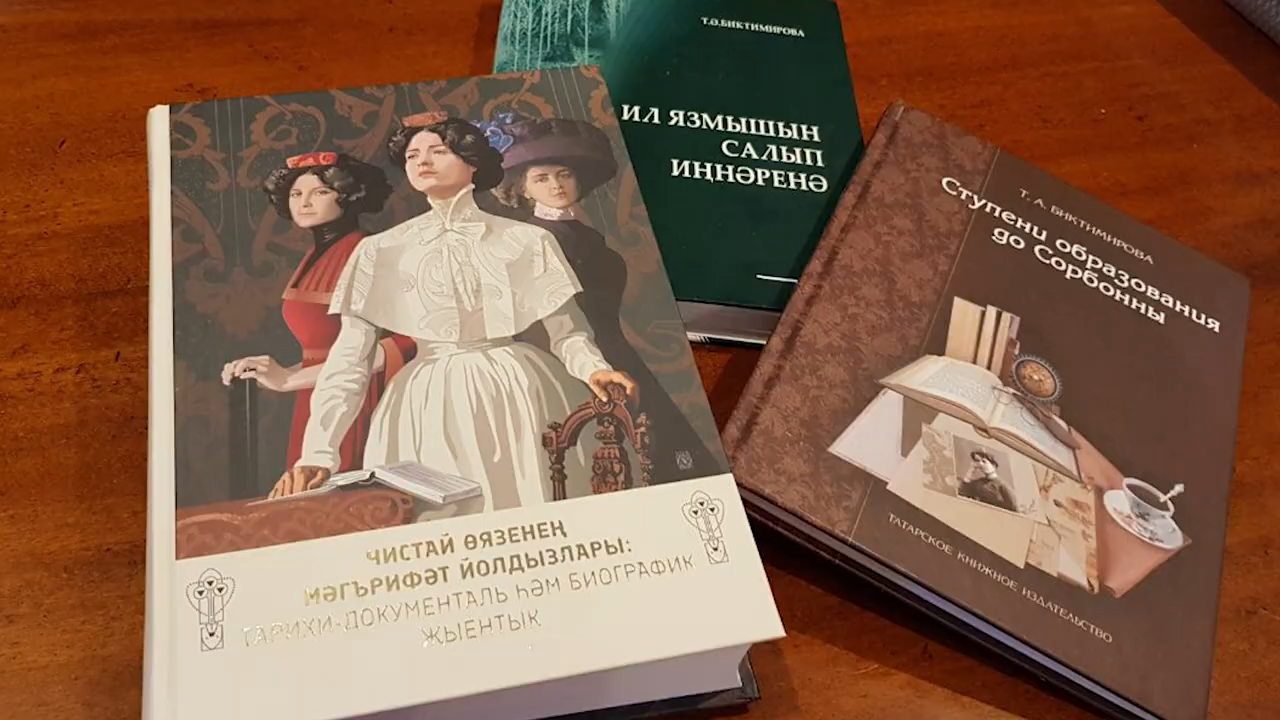 Т.Ә.БИКТИМИРОВА
ИЛ ЯЗМЫШЫН
САЛЫП
ИҢНӘРЕНӘ
Т. А. БИКТИМИРОВА
Ступени образования
до Сорбонны
ТАТАРСКОЕ КНИЖНОЕ ИЗДАТЕЛЬСТВО
ЧИСТАЙ ӨЯЗЕНЕҢ
МӘГЪРИФӘТ ЙОЛДЫЗЛАРЫ:
ТАРИХИ-ДОКУМЕНТАЛЬ ҺӘМ БИОГРАФИК
ҖЫЕНТЫК